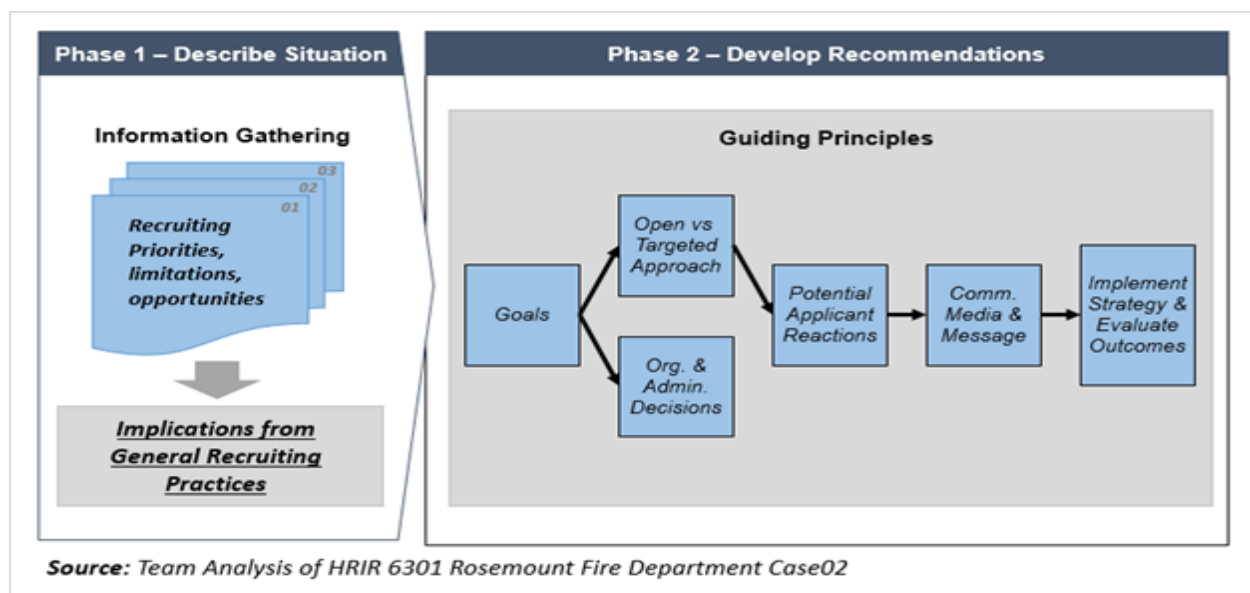 Phase 1 – Describe Situation
Information Gathering
03
02
01
Recruiting
Priorities,
limitations,
opportunities
Implications from
General Recruiting
Practices
Phase 2 – Develop Recommendations
Guiding Principles
Goals
Open vs
Targeted
Approach
Org. &
Admin.
Decisions
Potential
Applicant
Reactions
Comm.
Media &
Message
Implement
Strategy &
Evaluate
Outcomes
Source: Team Analysis of HRIR 6301 Rosemount Fire Department Case02